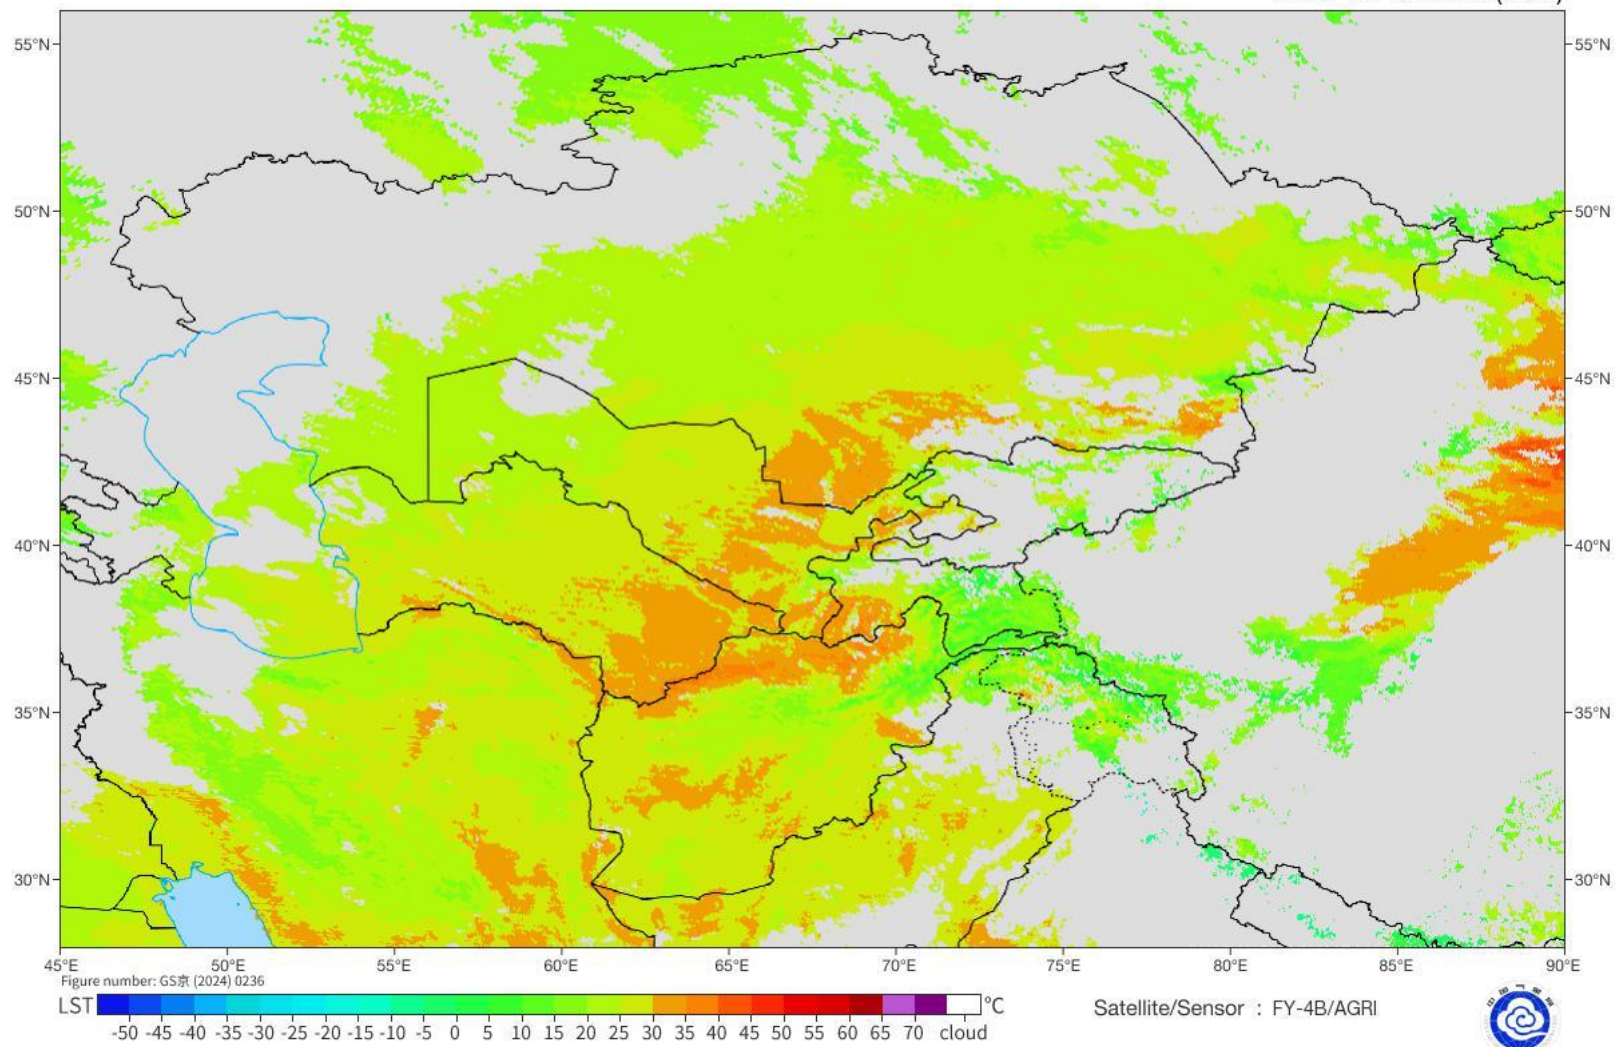 55°N 55°N
50°N 50°N
45°N 45°N
40°N 40°N
35°N 35°N
30°N 30°N
45°E 50°E 55°E 60°E 65°E 70°E 75°E 80°E 85°E 90°E
Figure number: GS京 (2024) 0236
LST °C
-50 -45 -40 -35 -30 -25 -20 -15 -10 -5 0 5 10 15 20 25 30 35 40 45 50 55 60 65 70 cloud
Satellite/Sensor : FY-4B/AGRI